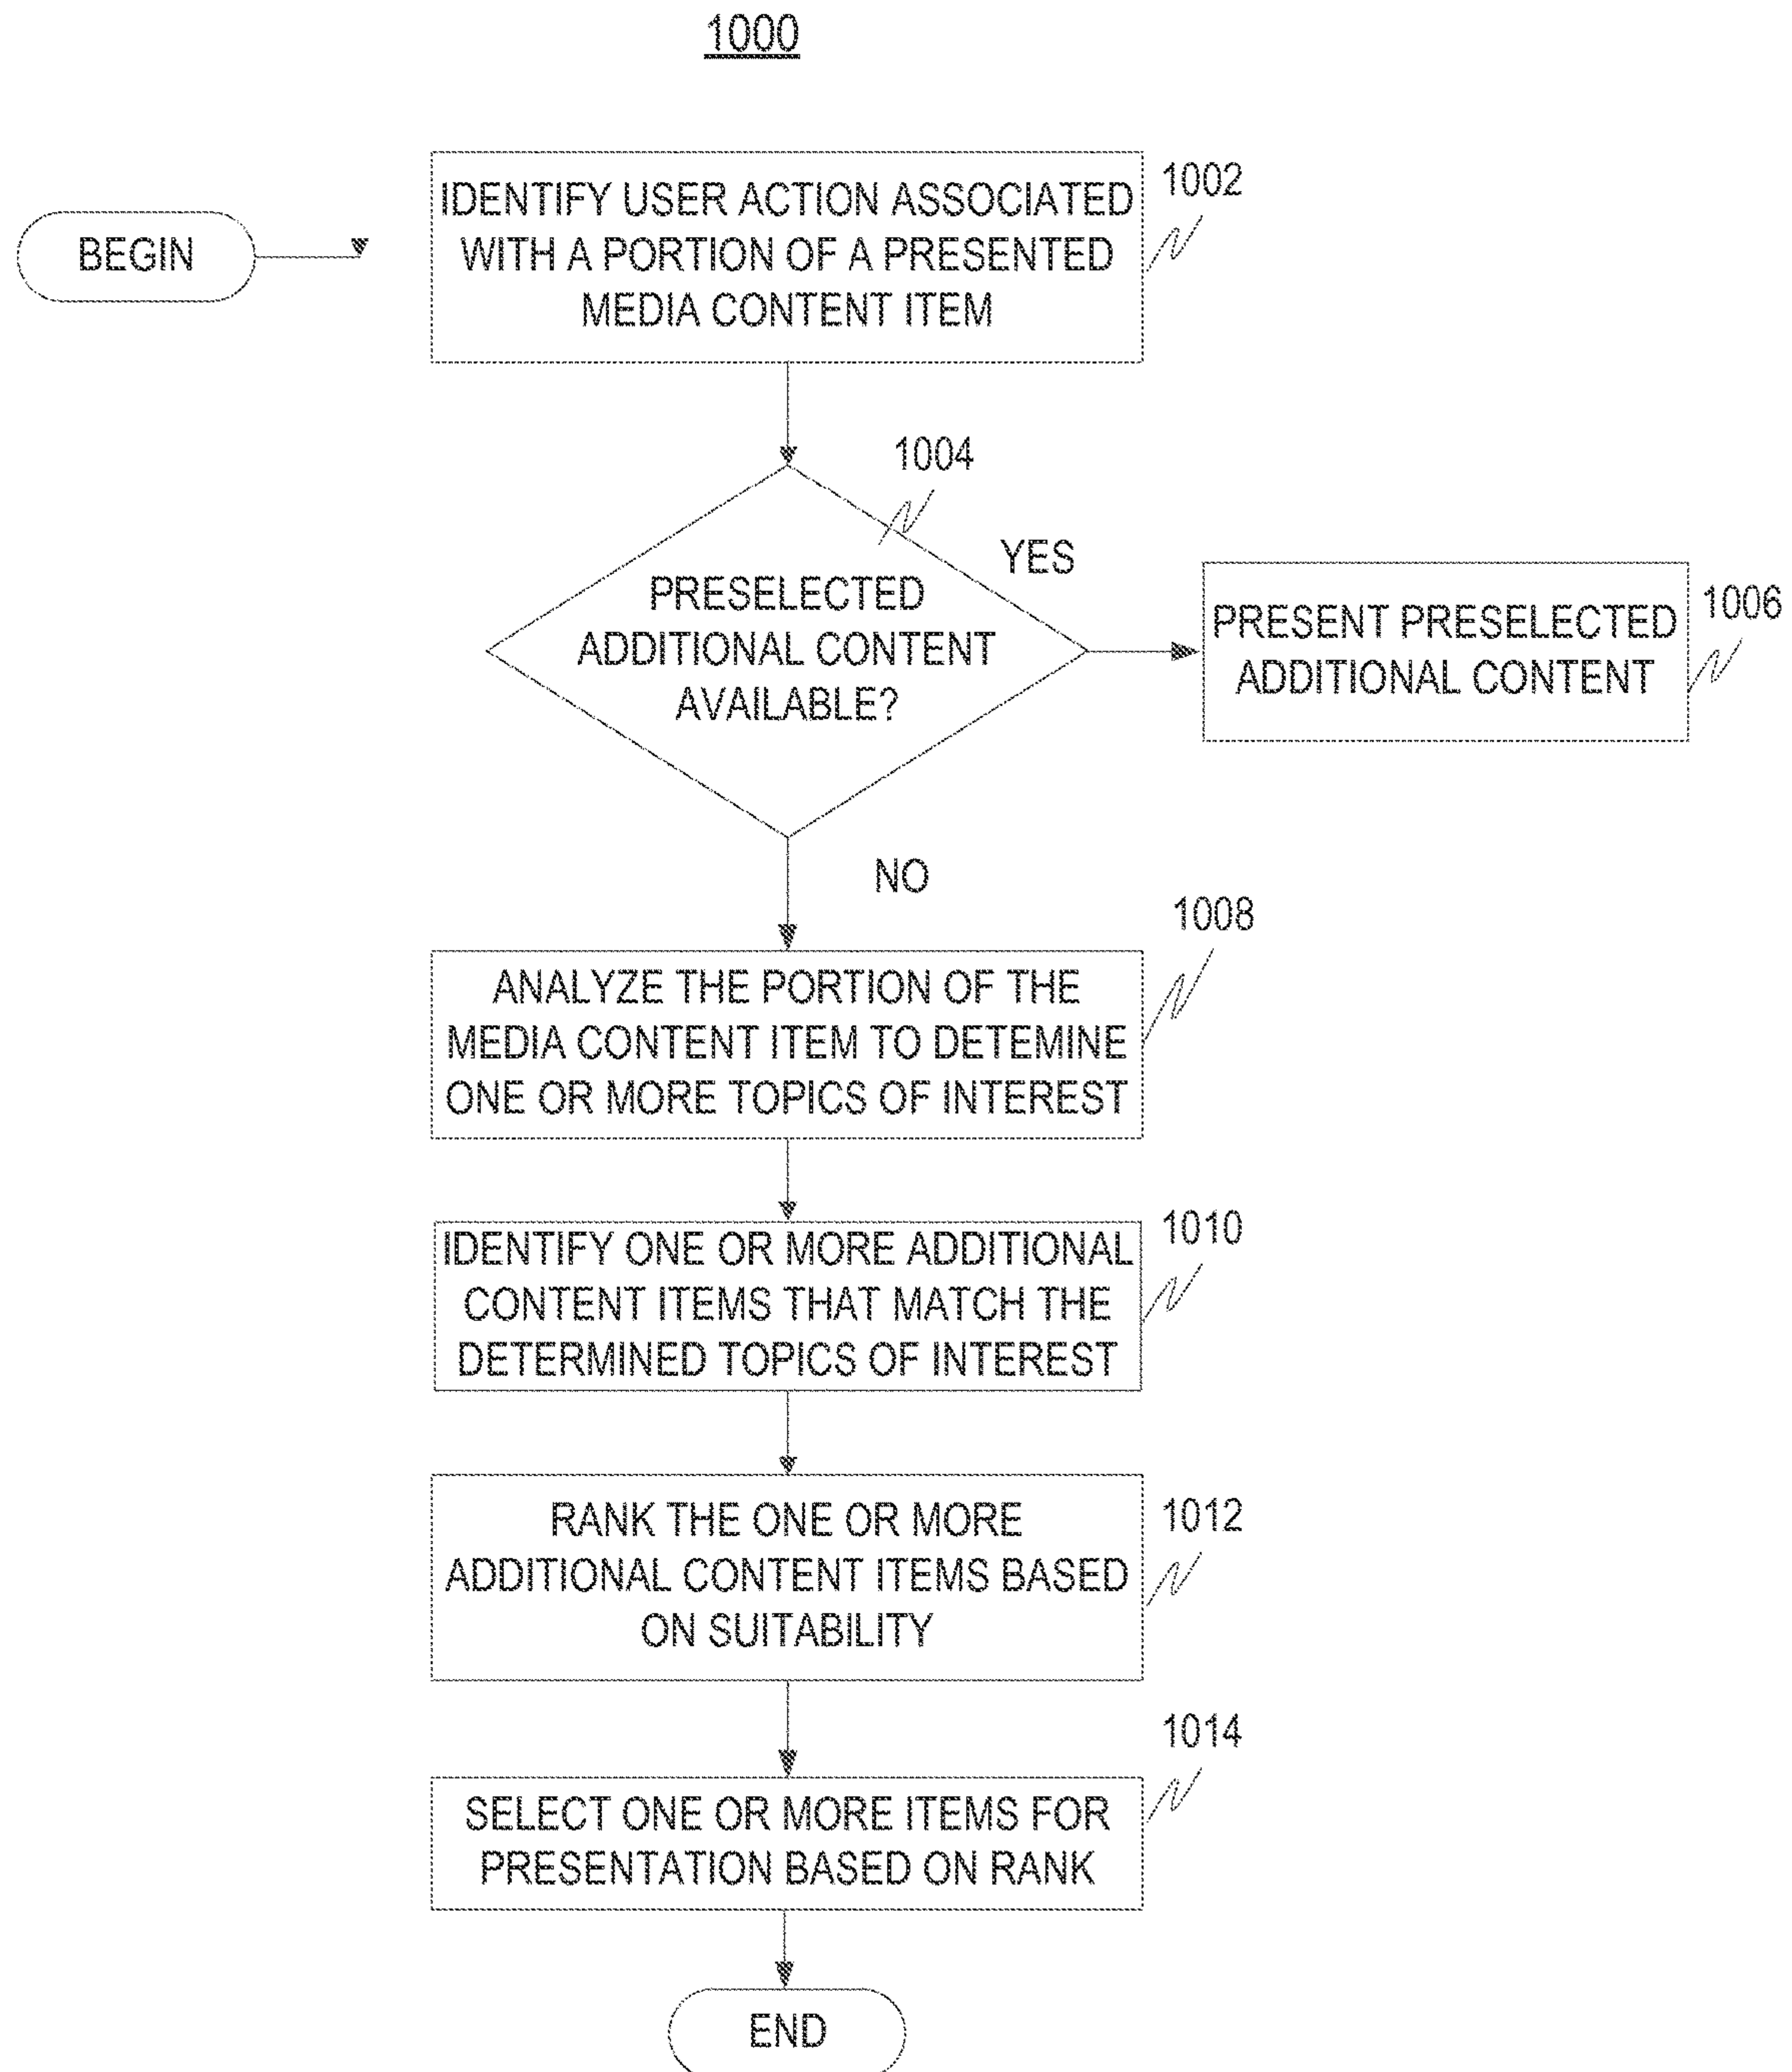 1000
BEGIN
IDENTIFY USER ACTION ASSOCIATED
WITH A PORTION OF A PRESENTED
MEDIA CONTENT ITEM
1002
1004
PRESELECTED
ADDITIONAL CONTENT
AVAILABLE?
YES
PRESENT PRESELECTED
ADDITIONAL CONTENT
1006
NO
1008
ANALYZE THE PORTION OF THE
MEDIA CONTENT ITEM TO DETEMINE
ONE OR MORE TOPICS OF INTEREST
IDENTIFY ONE OR MORE ADDITIONAL
CONTENT ITEMS THAT MATCH THE
DETERMINED TOPICS OF INTEREST
1010
RANK THE ONE OR MORE
ADDITIONAL CONTENT ITEMS BASED
ON SUITABILITY
1012
1014
SELECT ONE OR MORE ITEMS FOR
PRESENTATION BASED ON RANK
END